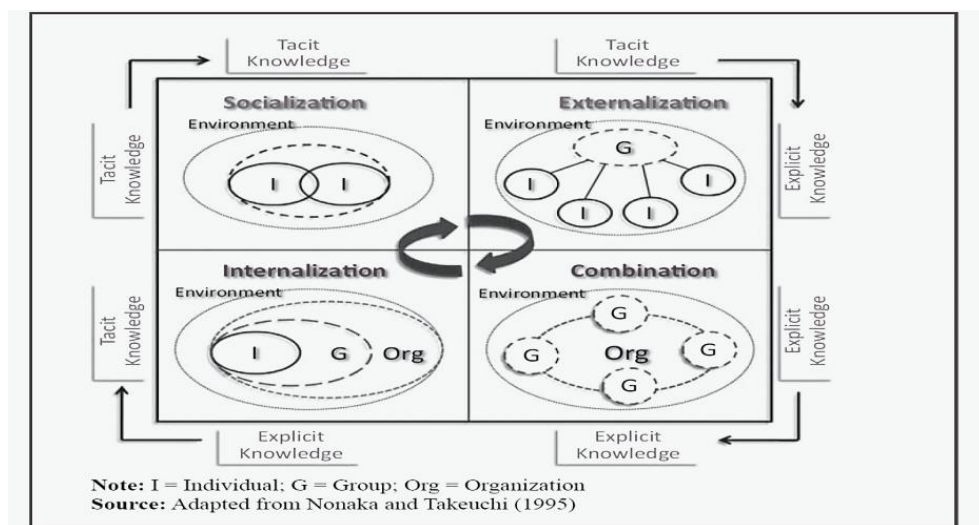 Tacit
Knowledge
Tacit
Knowledge
Tacit
Knowledge
Socialization
Environment
I
I
Externalization
Environment
G
I
I
I
I
Explicit
Knowledge
Tacit
Knowledge
Internalization
Environment
I
G
Org
Combination
Environment
G
G
Org
G
G
Explicit
Knowledge
Explicit
Knowledge
Explicit
Knowledge
Note: I = Individual; G = Group; Org = Organization
Source: Adapted from Nonaka and Takeuchi (1995)